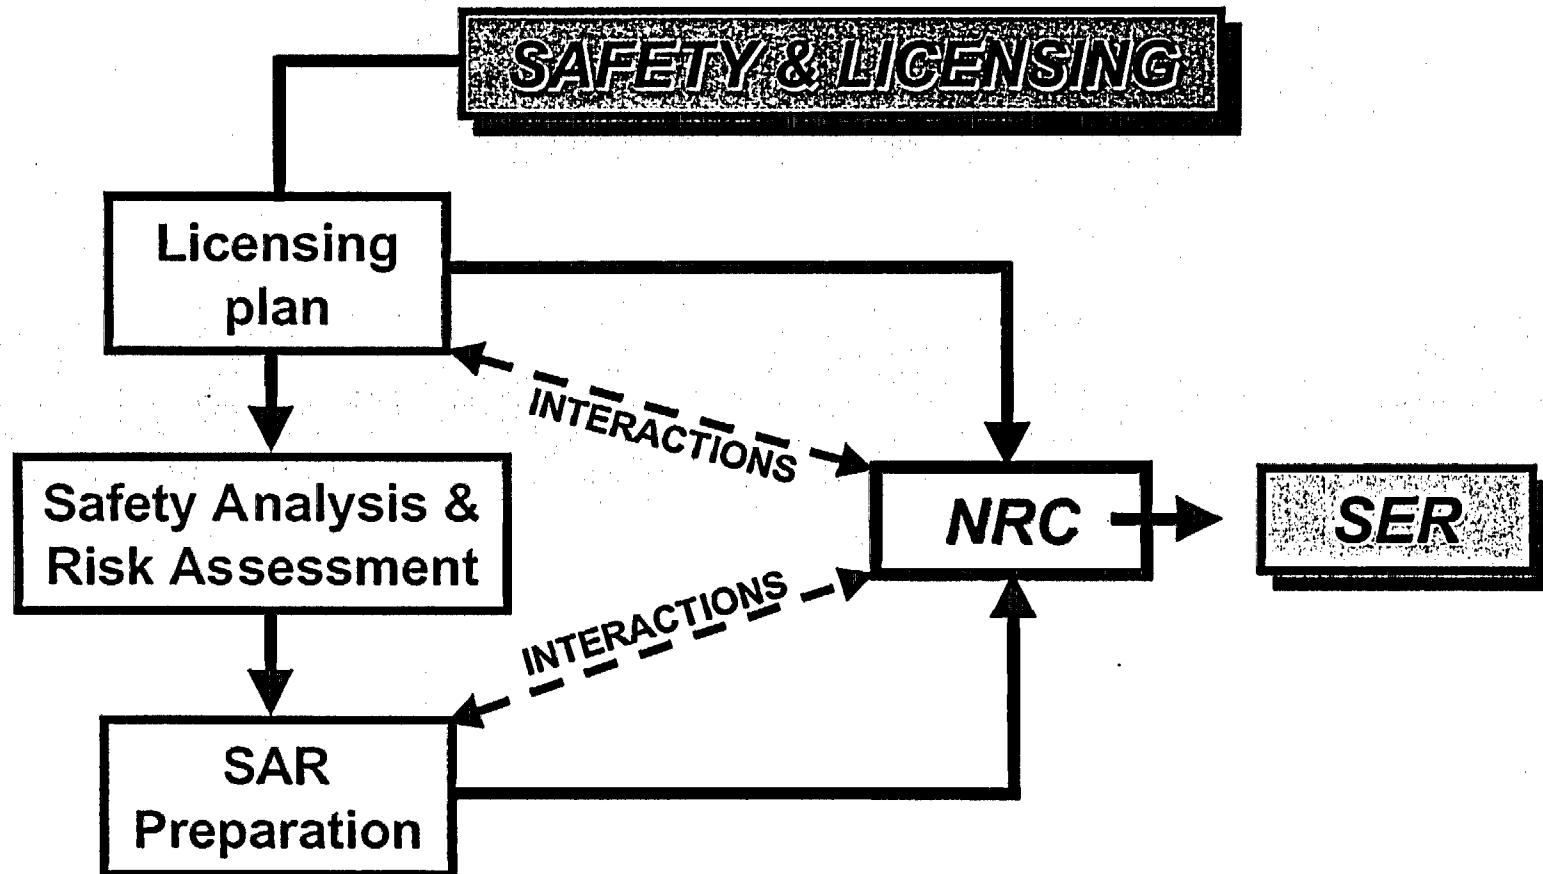 SAFETY & LICENSING
Licensing
plan
INTERACTIONS
Safety Analysis &
Risk Assessment
NRC
SER
INTERACTIONS
SAR
Preparation